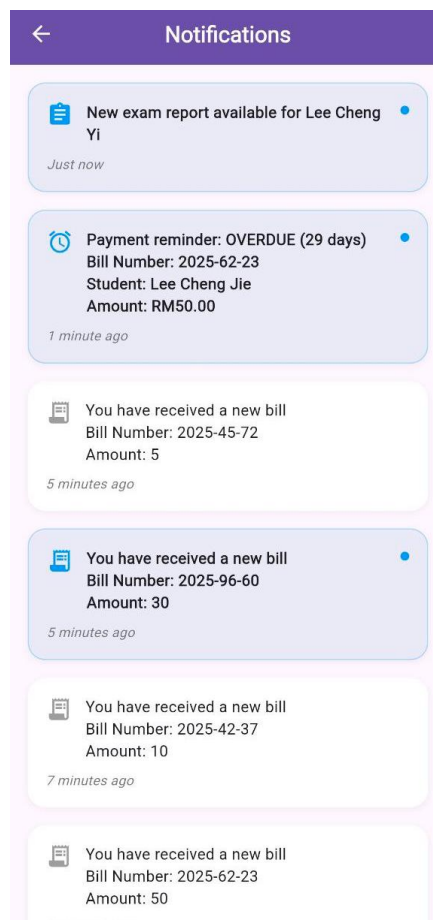 Notifications
New exam report available for Lee Cheng
Yi
Just now
Payment reminder: OVERDUE (29 days)
Bill Number: 2025-62-23
Student: Lee Cheng Jie
Amount: RM50.00
1 minute ago
You have received a new bill
Bill Number: 2025-45-72
Amount: 5
5 minutes ago
You have received a new bill
Bill Number: 2025-96-60
Amount: 30
5 minutes ago
You have received a new bill
Bill Number: 2025-42-37
Amount: 10
7 minutes ago
You have received a new bill
Bill Number: 2025-62-23
Amount: 50